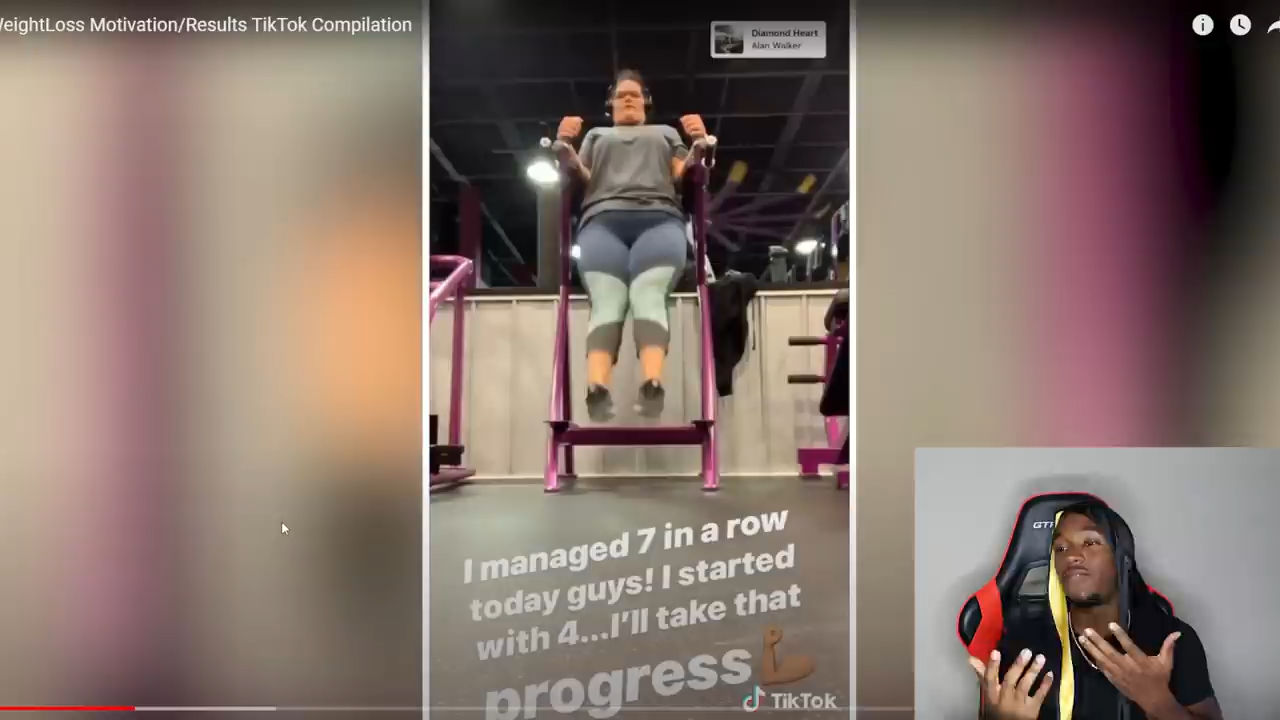 WeightLoss Motivation/Results TikTok Compilation
Diamond Heart
Alan Walker
I managed 7 in a row
today guys! I started
with 4...I'll take that
progress💪🏾
TikTok
GT